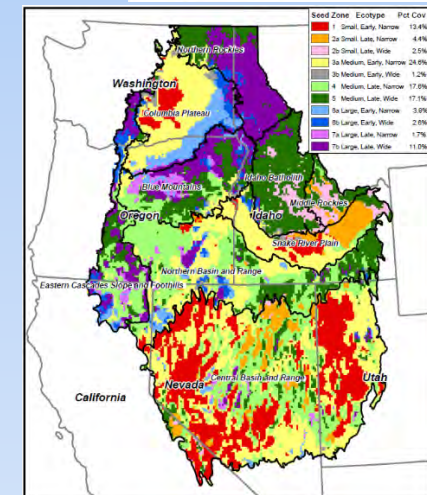 Seed Zone Ecotype Pct Cov
1 Small, Early, Narrow 13.4%
2a Small, Late, Narrow 4.4%
2b Small, Late, Wide 2.5%
3a Medium, Early, Narrow 24.6%
3b Medium, Early, Wide 1.2%
4 Medium, Late, Narrow 17.6%
5 Medium, Late, Wide 17.1%
6a Large, Early, Narrow 3.9%
6b Large, Early, Wide 2.6%
7a Large, Late, Narrow 1.7%
7b Large, Late, Wide 11.0%
Northern Rockies
Washington
Columbia Plateau
Blue Mountains
Idaho Batholith
Middle Rockies
Oregon
Idaho
Snake River Plain
Northern Basin and Range
Eastern Cascades Slope and Foothills
Central Basin and Range
Nevada
Utah
California